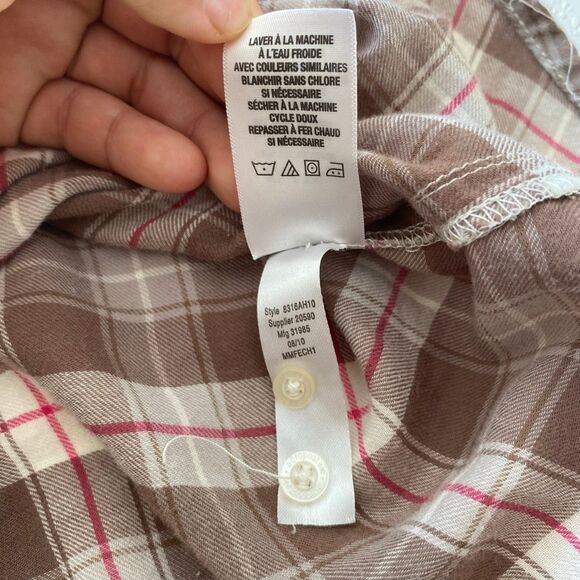 LAVER À LA MACHINE
À L'EAU FROIDE
AVEC COULEURS SIMILAIRES
BLANCHIR SANS CHLORE
SI NÉCESSAIRE
SÉCHER À LA MACHINE
CYCLE DOUX
REPASSER À FER CHAUD
SI NÉCESSAIRE
Style 8316AH10
Supplier 20590
Mfg 31985
08/10
MMFECH1